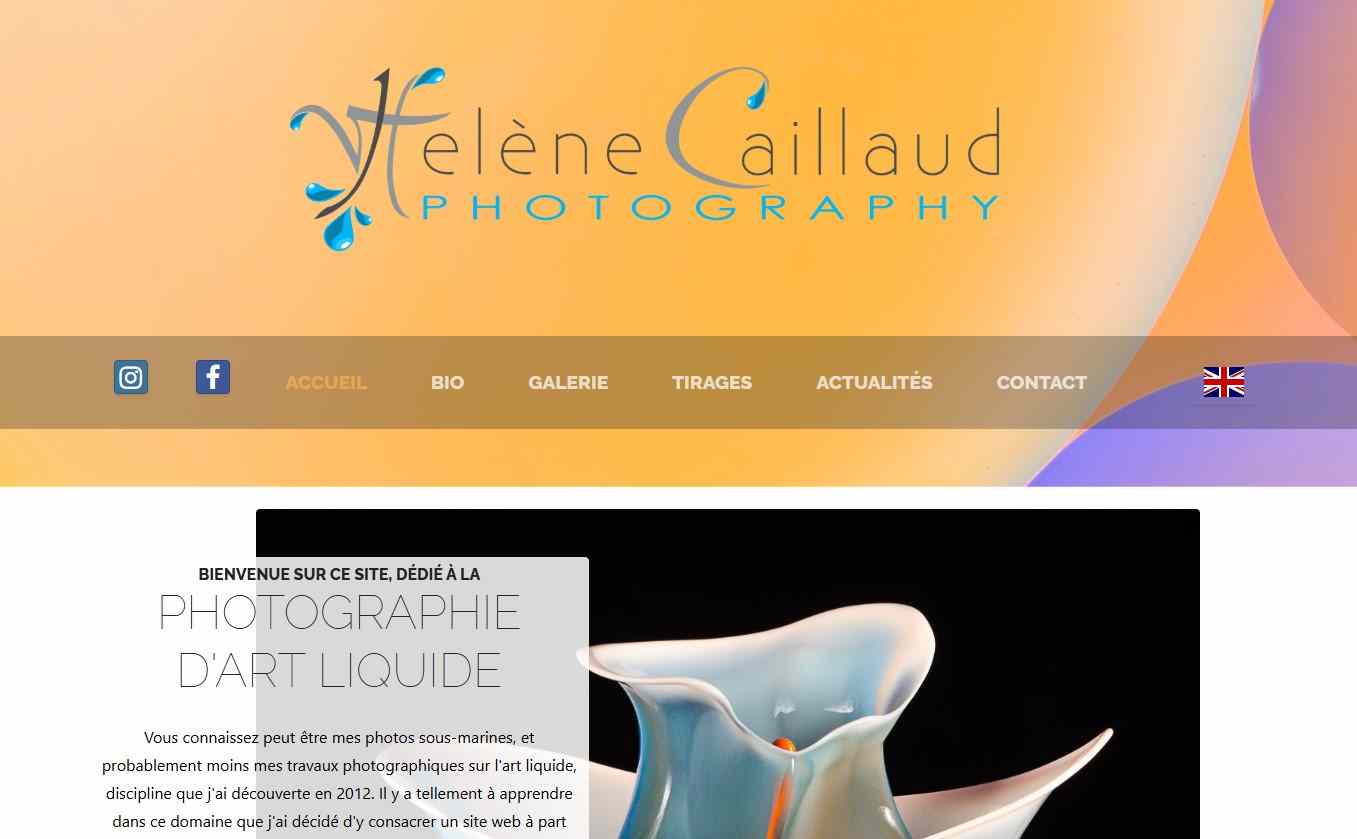 Helène Caillaud
PHOTOGRAPHY
ACCUEIL BIO GALERIE TIRAGES ACTUALITÉS CONTACT
BIENVENUE SUR CE SITE, DÉDIÉ À LA
PHOTOGRAPHIE
D'ART LIQUIDE
Vous connaissez peut être mes photos sous-marines, et
probablement moins mes travaux photographiques sur l'art liquide,
discipline que j'ai découverte en 2012. Il y a tellement à apprendre
dans ce domaine que j'ai décidé d'y consacrer un site web à part